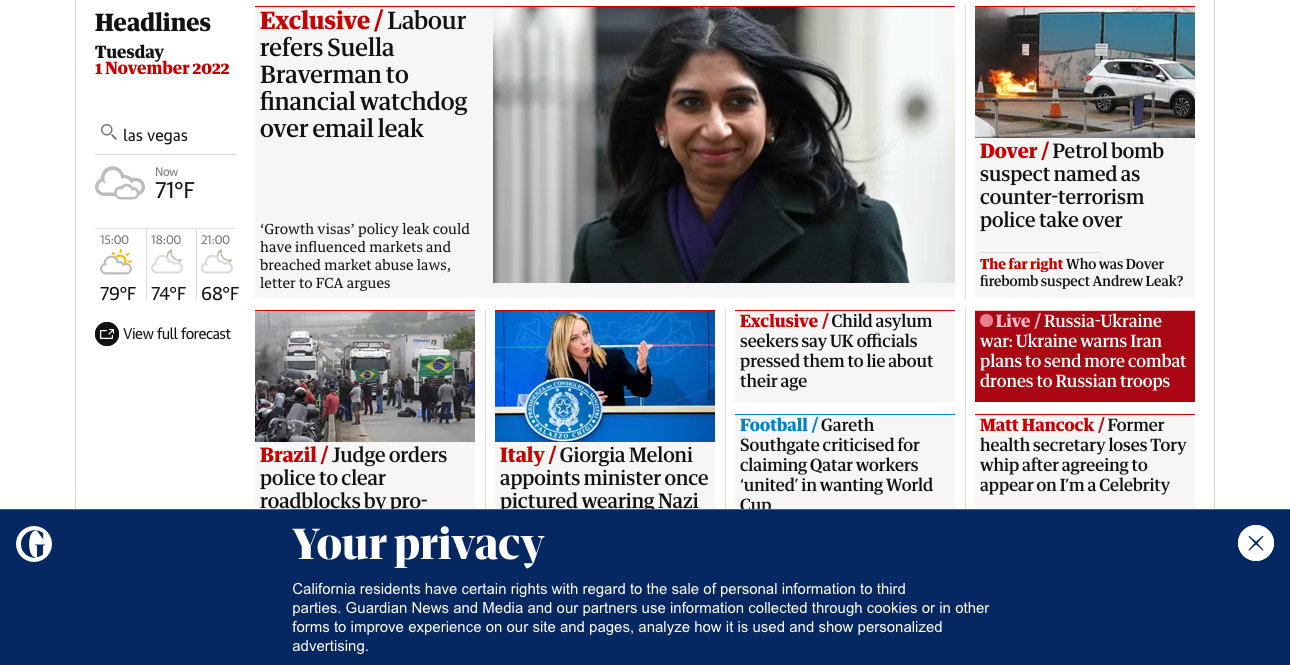 Headlines
Tuesday
1 November 2022
las vegas
Now
71°F
15:00
18:00
21:00
79°F
74°F
68°F
View full forecast
Exclusive / Labour
refers Suella
Braverman to
financial watchdog
over email leak
‘Growth visas’ policy leak could
have influenced markets and
breached market abuse laws,
letter to FCA argues
Dover / Petrol bomb
suspect named as
counter-terrorism
police take over
The far right Who was Dover
firebomb suspect Andrew Leak?
Brazil / Judge orders
police to clear
roadblocks by pro-
PALAZZO CHIGI
Italy / Giorgia Meloni
appoints minister once
pictured wearing Nazi
Exclusive / Child asylum
seekers say UK officials
pressed them to lie about
their age
Live / Russia-Ukraine
war: Ukraine warns Iran
plans to send more combat
drones to Russian troops
Football / Gareth
Southgate criticised for
claiming Qatar workers
‘united’ in wanting World
Cup
Matt Hancock / Former
health secretary loses Tory
whip after agreeing to
appear on I’m a Celebrity
G
Your privacy
California residents have certain rights with regard to the sale of personal information to third
parties. Guardian News and Media and our partners use information collected through cookies or in other
forms to improve experience on our site and pages, analyze how it is used and show personalized
advertising.